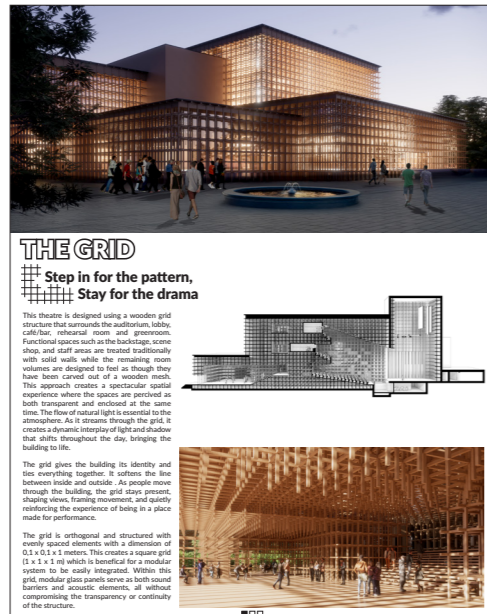 THE GRID
Step in for the pattern,
Stay for the drama
This theatre is designed using a wooden grid
structure that surrounds the auditorium, lobby,
café/bar, rehearsal room and greenroom.
Functional spaces such as the backstage, scene
shop, and staff areas are treated traditionally
with solid walls while the remaining room
volumes are designed to feel as though they
have been carved out of a wooden mesh.
This approach creates a spectacular spatial
experience where the spaces are percived as
both transparent and enclosed at the same
time. The flow of natural light is essential to the
atmosphere. As it streams through the grid, it
creates a dynamic interplay of light and shadow
that shifts throughout the day, bringing the
building to life.
The grid gives the building its identity and
ties everything together. It softens the line
between inside and outside . As people move
through the building, the grid stays present,
shaping views, framing movement, and quietly
reinforcing the experience of being in a place
made for performance.
The grid is orthogonal and structured with
evenly spaced elements with a dimension of
0,1 x 0,1 x 1 meters. This creates a square grid
(1 x 1 x 1 m) which is benefical for a modular
system to be easily integrated. Within this
grid, modular glass panels serve as both sound
barriers and acoustic elements, all without
compromising the transparency or continuity
of the structure.